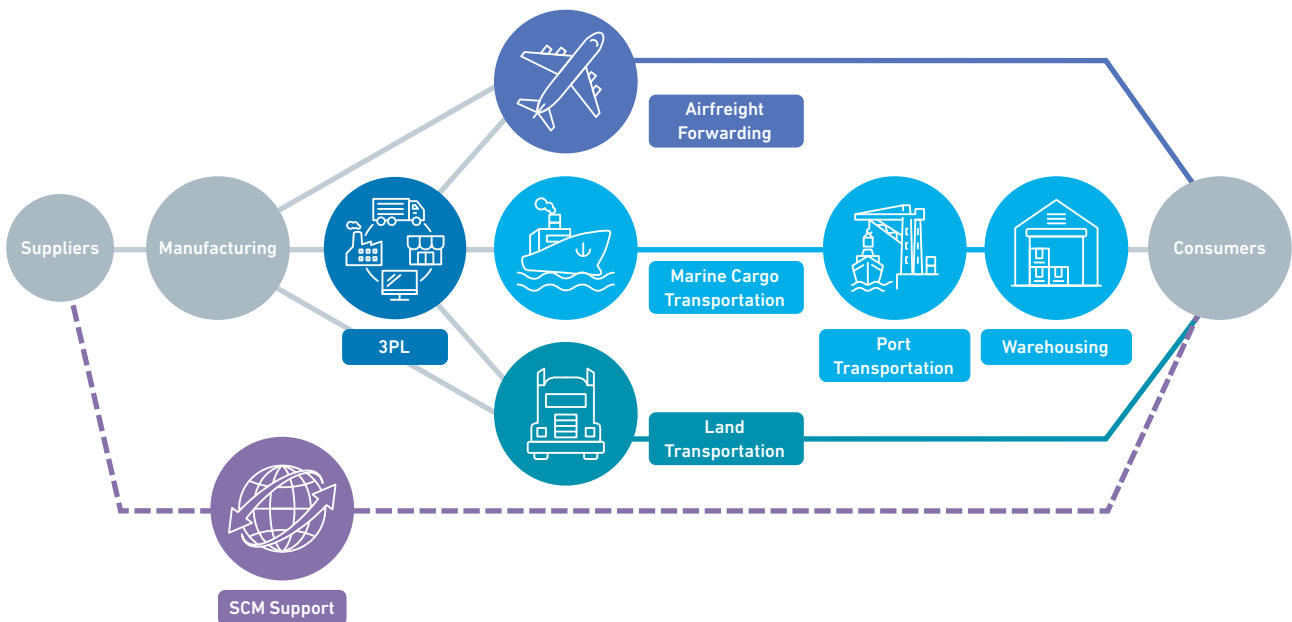 Airfreight
Forwarding
Suppliers
Manufacturing
Consumers
Marine Cargo
Transportation
3PL
Port
Transportation
Warehousing
Land
Transportation
SCM Support